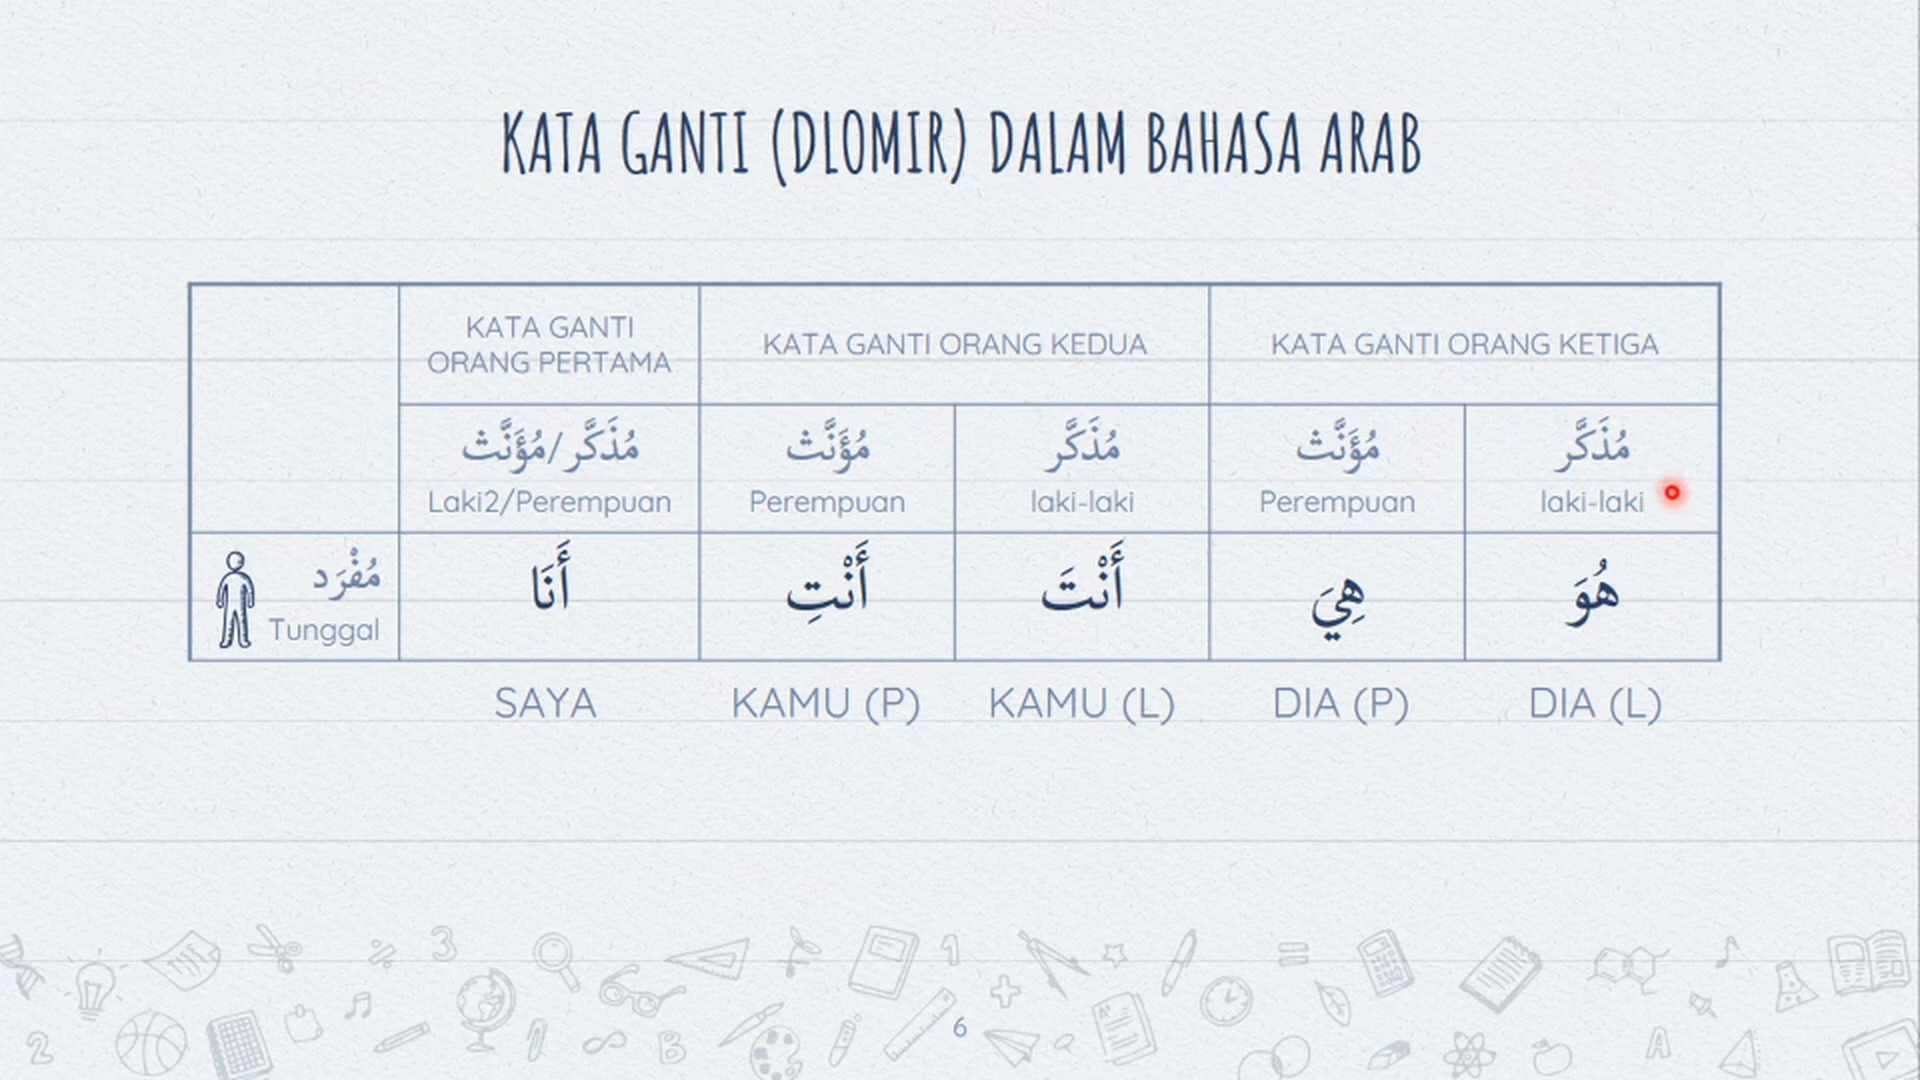 KATA GANTI (DLOMIR) DALAM BAHASA ARAB
KATA GANTI
ORANG PERTAMA
KATA GANTI ORANG KEDUA
KATA GANTI ORANG KETIGA
مُذَكَّر/مُؤَنَّث
Laki2/Perempuan
مُؤَنَّث
Perempuan
مُذَكَّر
laki-laki
مُؤَنَّث
Perempuan
مُذَكَّر
laki-laki
مُفْرَد
Tunggal
أَنَا
أَنْتِ
أَنْتَ
هِيَ
هُوَ
SAYA
KAMU (P)
KAMU (L)
DIA (P)
DIA (L)
6